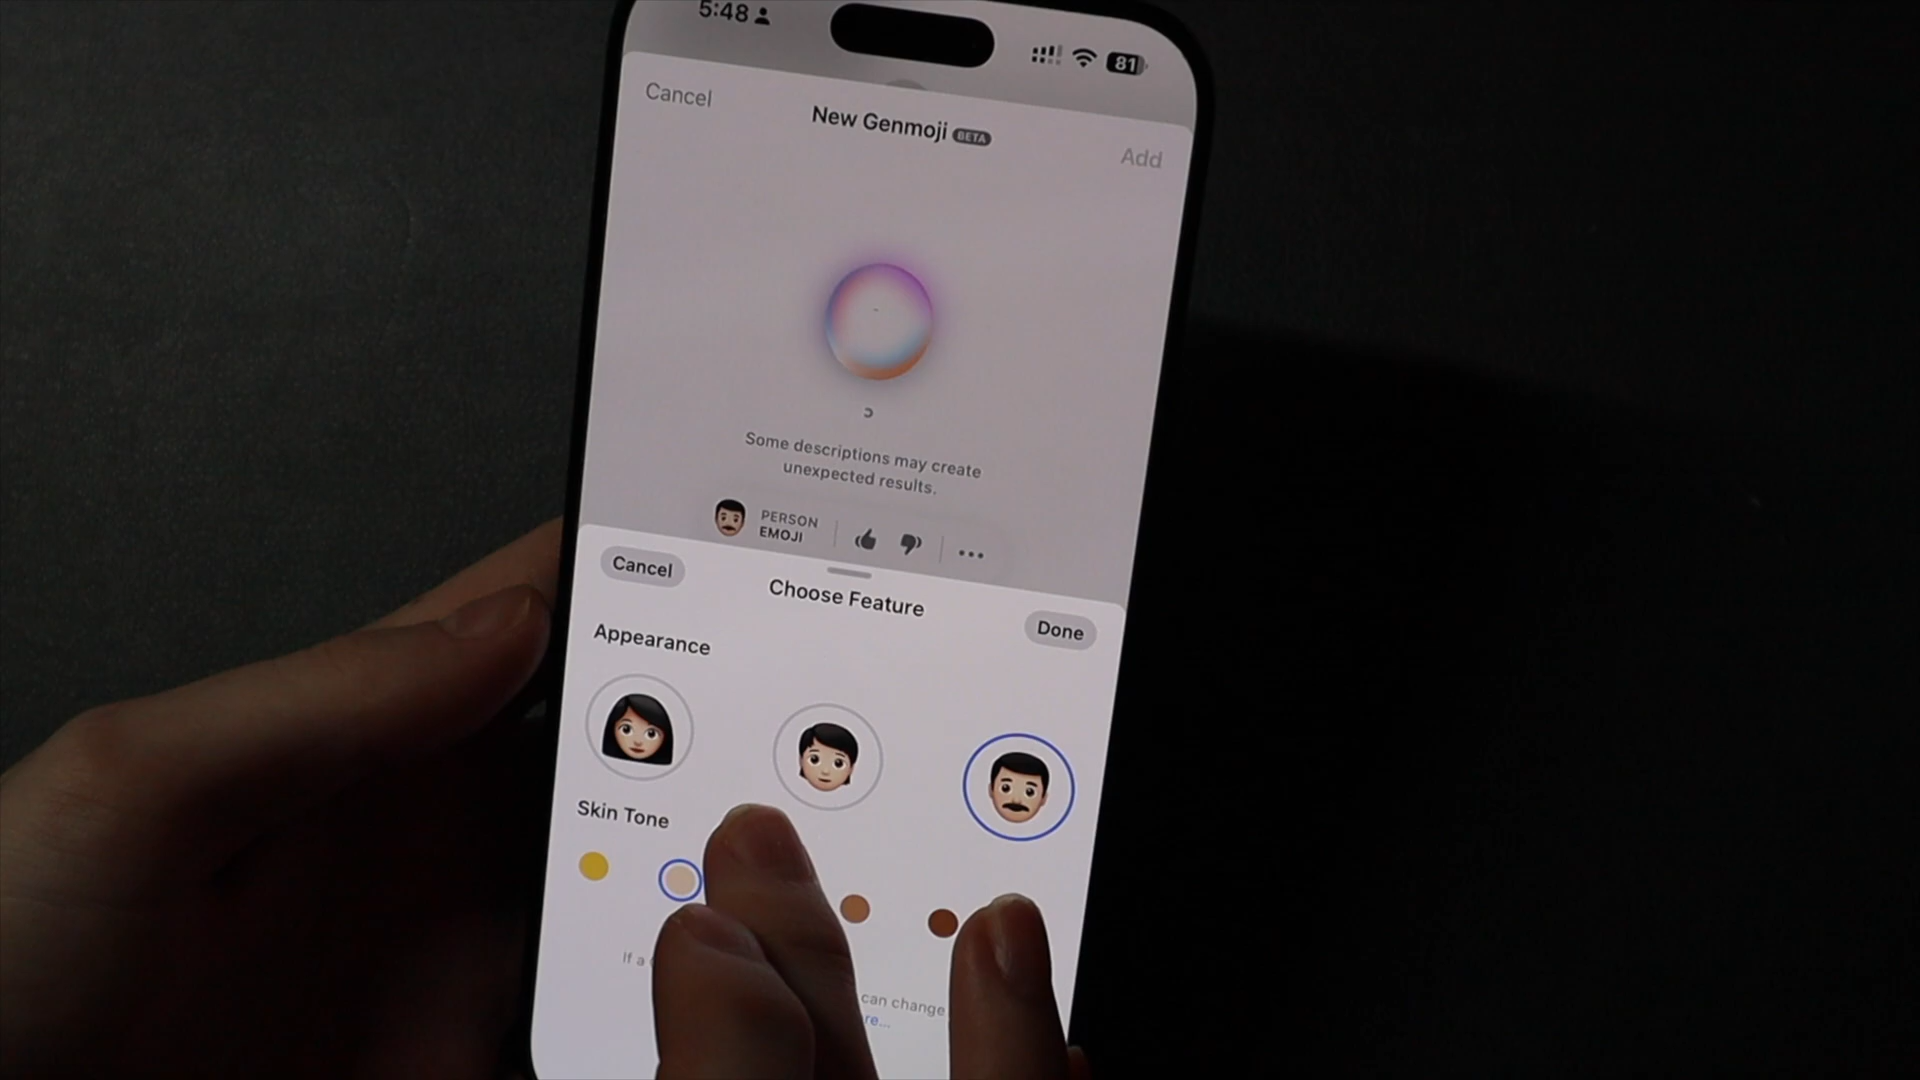 5:48
81
Cancel
New Genmoji BETA
Add
Some descriptions may create
unexpected results.
PERSON
EMOJI
Cancel
Choose Feature
Done
Appearance
Skin Tone
If a
can change
re...